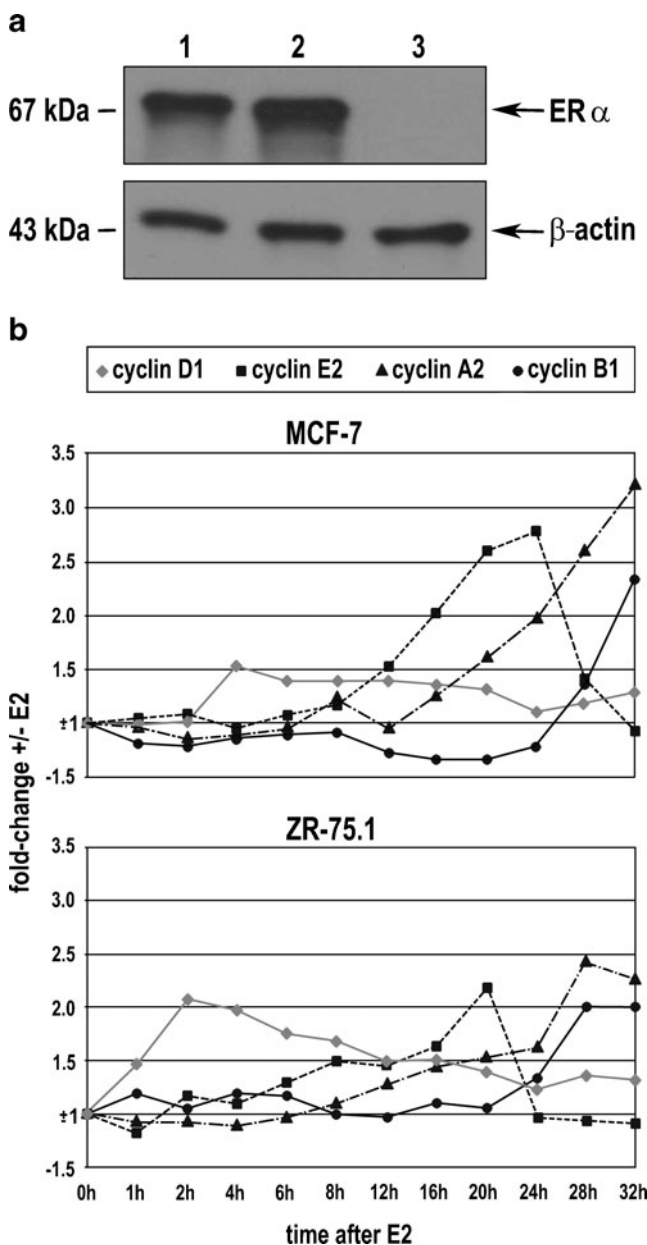 a
1 2 3
67 kDa ERα
43 kDa β-actin
b
cyclin D1 cyclin E2 cyclin A2 cyclin B1
MCF-7
3.5
3.0
2.5
2.0
1.5
±1
-1.5
fold-change +/- E2
ZR-75.1
3.5
3.0
2.5
2.0
1.5
±1
-1.5
0h 1h 2h 4h 6h 8h 12h 16h 20h 24h 28h 32h
time after E2